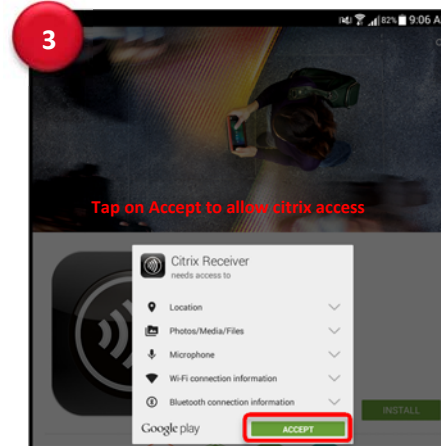 3
82% 9:06 A
Tap on Accept to allow citrix access
Citrix Receiver
needs access to
Location
Photos/Media/Files
Microphone
Wi-Fi connection information
Bluetooth connection information
Google play
ACCEPT
INSTALL